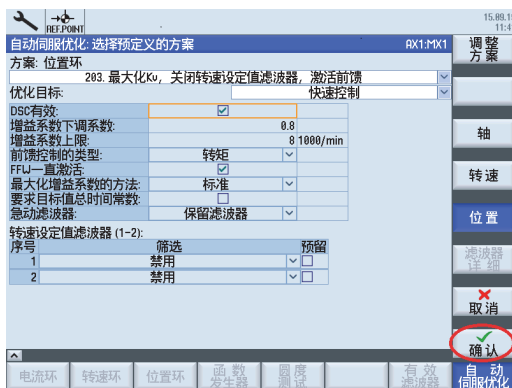 REF.POINT
15.09.1
11:4
自动伺服优化: 选择预定义的方案
AX1:MX1
调整方案
方案: 位置环
203. 最大化Kv, 关闭转速设定值滤波器, 激活前馈
优化目标:
快速控制
DSC有效:
增益系数下调系数:
0.8
增益系数上限:
8 1000/min
前馈控制的类型:
转矩
FFW一直激活:
最大化增益系数的方法:
标准
要求目标值总时间常数:
急动滤波器:
保留滤波器
转速设定值滤波器 (1-2):
序号
筛选
预留
1
禁用
2
禁用
轴
转速
位置
滤波器
详细
取消
确认
电流环
转速环
位置环
函数
发生器
圆度
测试
有效
滤波器
自动
伺服优化